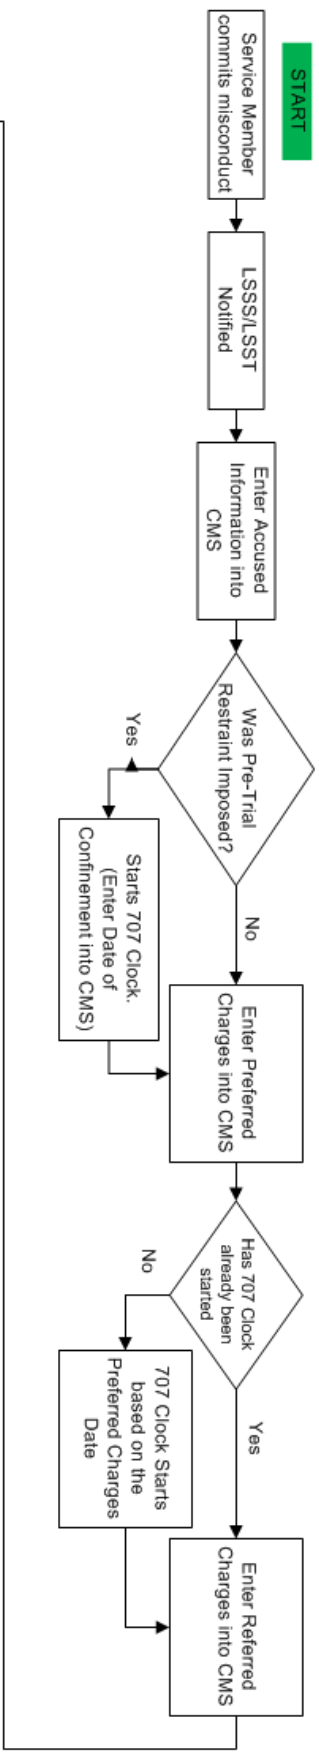 START
Service Member
commits misconduct
LSSS/LSST
Notified
Enter Accused
Information into
CMS
Was Pre-Trial
Restraint Imposed?
Yes
No
Starts 707 Clock.
(Enter Date of
Confinement into CMS)
Enter Preferred
Charges into CMS
Has 707 Clock
already been
started
No
Yes
707 Clock Starts
based on the
Preferred Charges
Date
Enter Referred
Charges into CMS